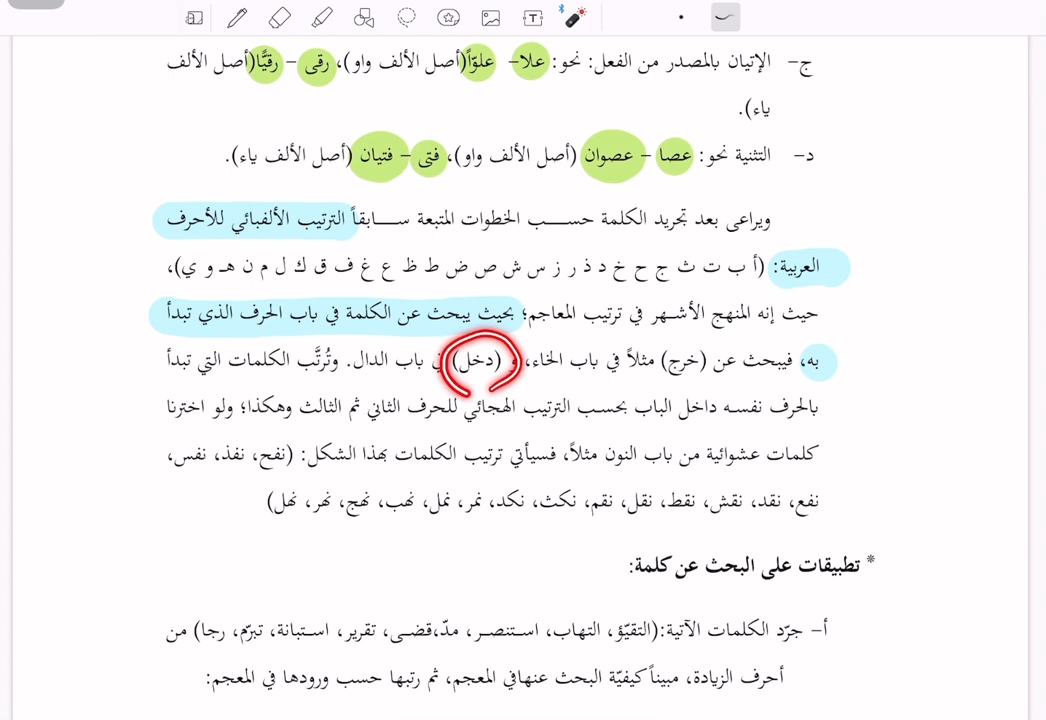 ج- الإتيان بالمصدر من الفعل: نحو: علا- علوّاً(أصل الألف واو)، رقى - رقيًّا(أصل الألف
ياء).
د- التثنية نحو: عصا - عصوان (أصل الألف واو)، فتى - فتيان (أصل الألف ياء).
ويراعى بعد تجريد الكلمة حسب الخطوات المتبعة سابقاً الترتيب الألفبائي للأحرف
العربية: (أ ب ت ث ج ح خ د ذ ر ز س ش ص ض ط ظ ع غ ف ق ك ل م ن هـ و ي)،
حيث إنه المنهج الأشهر في ترتيب المعاجم؛ بحيث يبحث عن الكلمة في باب الحرف الذي تبدأ
به، فيبحث عن (خرج) مثلاً في باب الخاء، و (دخل) في باب الدال. وتُرتَّب الكلمات التي تبدأ
بالحرف نفسه داخل الباب بحسب الترتيب الهجائي للحرف الثاني ثم الثالث وهكذا؛ ولو اخترنا
كلمات عشوائية من باب النون مثلاً، فسيأتي ترتيب الكلمات بهذا الشكل: (نفح، نفذ، نفس،
نفع، نقد، نقش، نقط، نقل، نقم، نكث، نكد، نمر، نمل، نهب، نهج، نهر، نهل)
* تطبيقات على البحث عن كلمة:
أ- جرّد الكلمات الآتية:(التقيّؤ، التهاب، استنصر، مدّ،قضى، تقرير، استبانة، تبرّم، رجا) من
أحرف الزيادة، مبيناً كيفيّة البحث عنهافي المعجم، ثم رتبها حسب ورودها في المعجم: